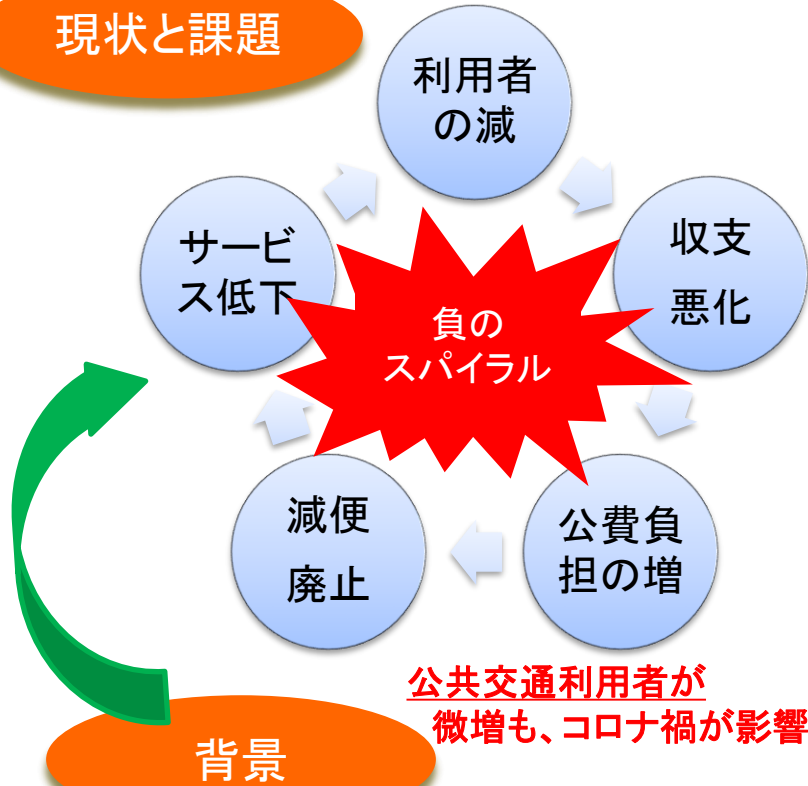 現状と課題
利用者
の減
収支
悪化
公費負
担の増
減便
廃止
サービ
ス低下
負の
スパイラル
公共交通利用者が
微増も、コロナ禍が影響
背景